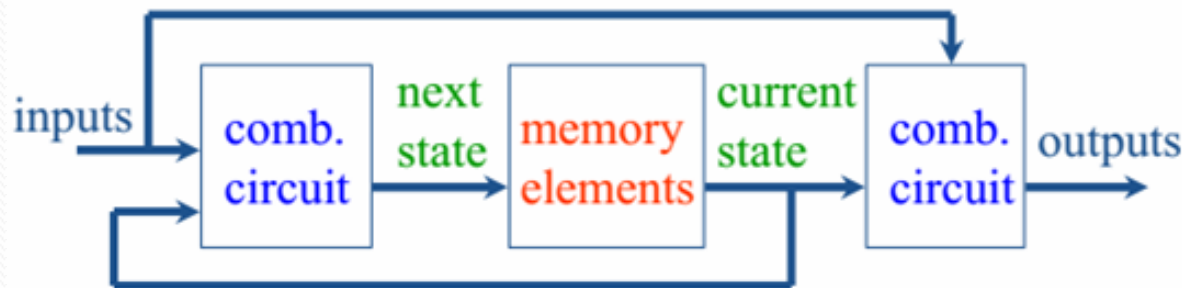 inputs
comb.
circuit
next
state
memory
elements
current
state
comb.
circuit
outputs